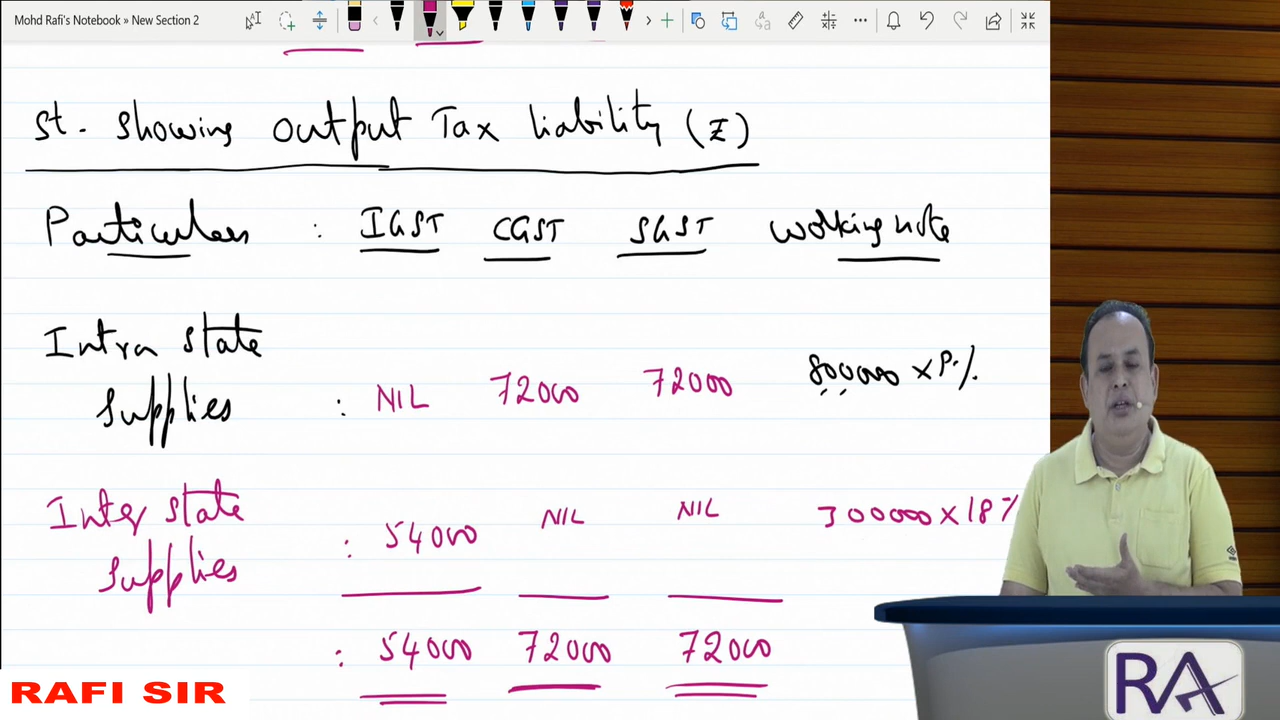 Mohd Rafi's Notebook » New Section 2
St. Showing Output Tax Liability (₹)
Particulars : IGST CGST SGST Working note
Intra State Supplies : NIL 72000 72000 800000 × 9%
Inter State Supplies : 54000 NIL NIL 300000 × 18%
: 54000 72000 72000
RAFI SIR
RA